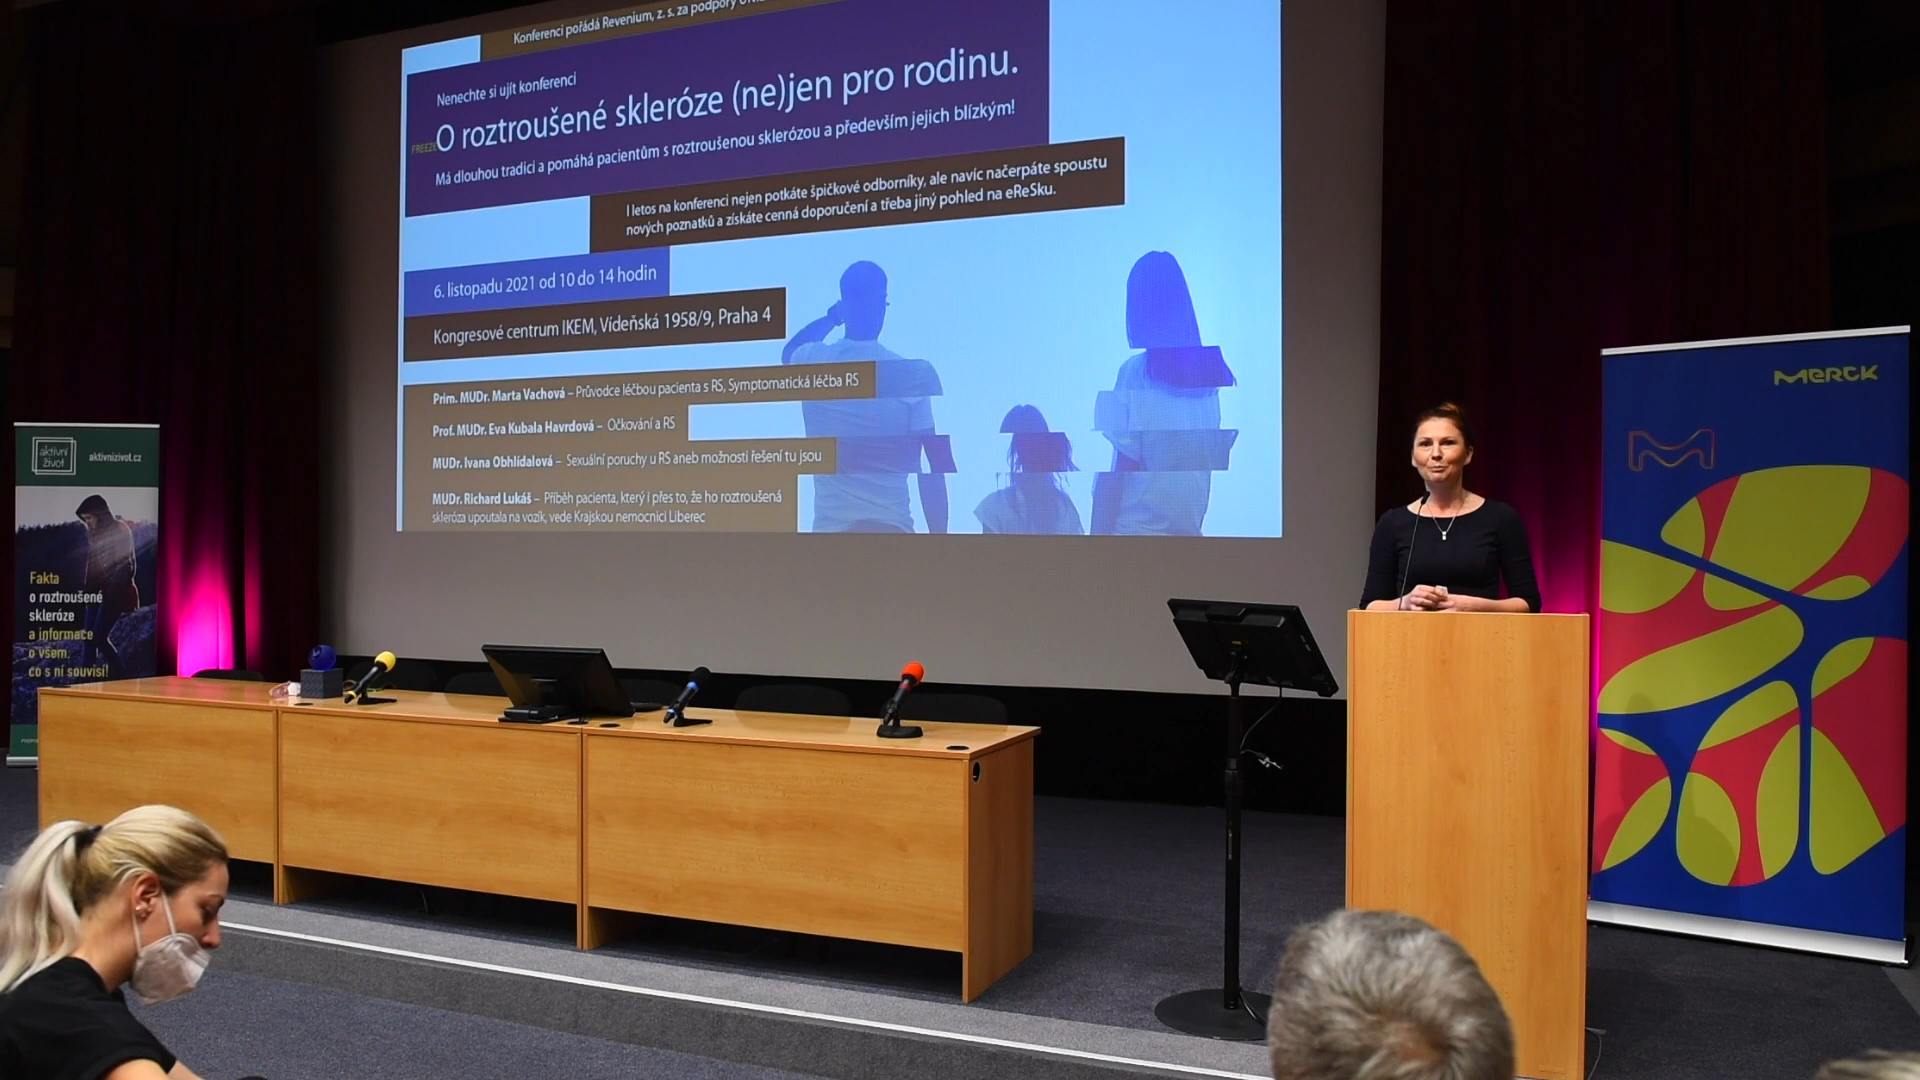 Konferenci pořádá Revenium, z. s. za podpory
Nenechte si ujít konferenci
O roztroušené skleróze (ne)jen pro rodinu.
FREEZE
Má dlouhou tradici a pomáhá pacientům s roztroušenou sklerózou a především jejich blízkým!
I letos na konferenci nejen potkáte špičkové odborníky, ale navíc načerpáte spoustu
nových poznatků a získáte cenná doporučení a třeba jiný pohled na eReSku.
6. listopadu 2021 od 10 do 14 hodin
Kongresové centrum IKEM, Vídeňská 1958/9, Praha 4
Prim. MUDr. Marta Vachová – Průvodce léčbou pacienta s RS, Symptomatická léčba RS
Prof. MUDr. Eva Kubala Havrdová – Očkování a RS
MUDr. Ivana Obhlídalová – Sexuální poruchy u RS aneb možnosti řešení tu jsou
MUDr. Richard Lukáš – Příběh pacienta, který i přes to, že ho roztroušená
skleróza upoutala na vozík, vede Krajskou nemocnici Liberec
aktivní
život
aktivnizivot.cz
Fakta
o roztroušené
skleróze
a informace
o všem,
co s ní souvisí!
MERCK
M